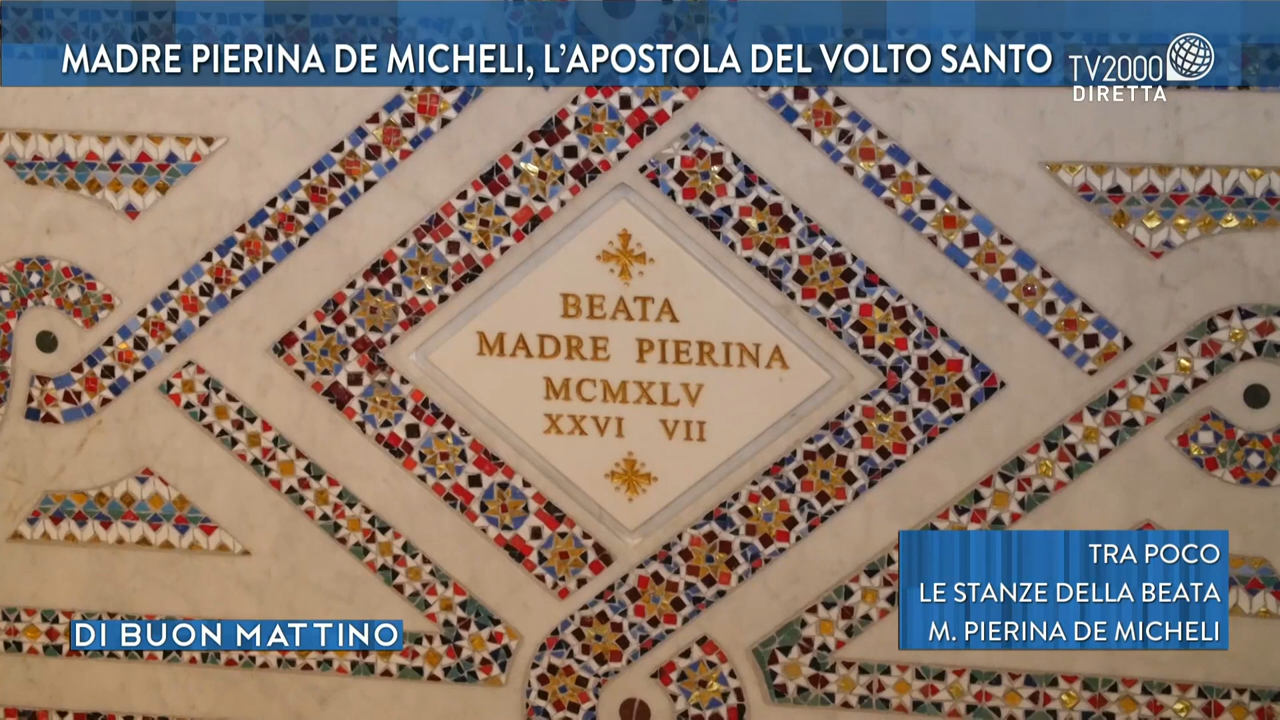 MADRE PIERINA DE MICHELI, L'APOSTOLA DEL VOLTO SANTO
TV2000
DIRETTA
BEATA
MADRE PIERINA
MCMXLV
XXVI VII
TRA POCO
LE STANZE DELLA BEATA
M. PIERINA DE MICHELI
DI BUON MATTINO